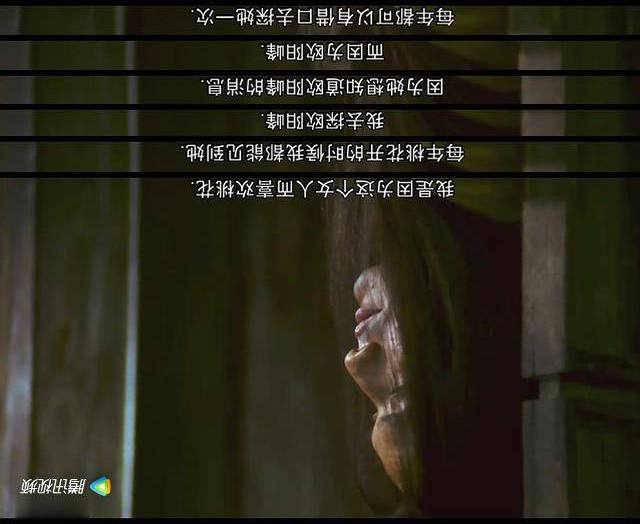 我是因为这个女人而喜欢桃花.
每年桃花开的时候我都能见到她.
我去探欧阳峰
因为她想知道欧阳峰的消息.
而因为欧阳峰
每年都可以有借口去探她一次.
腾讯视频